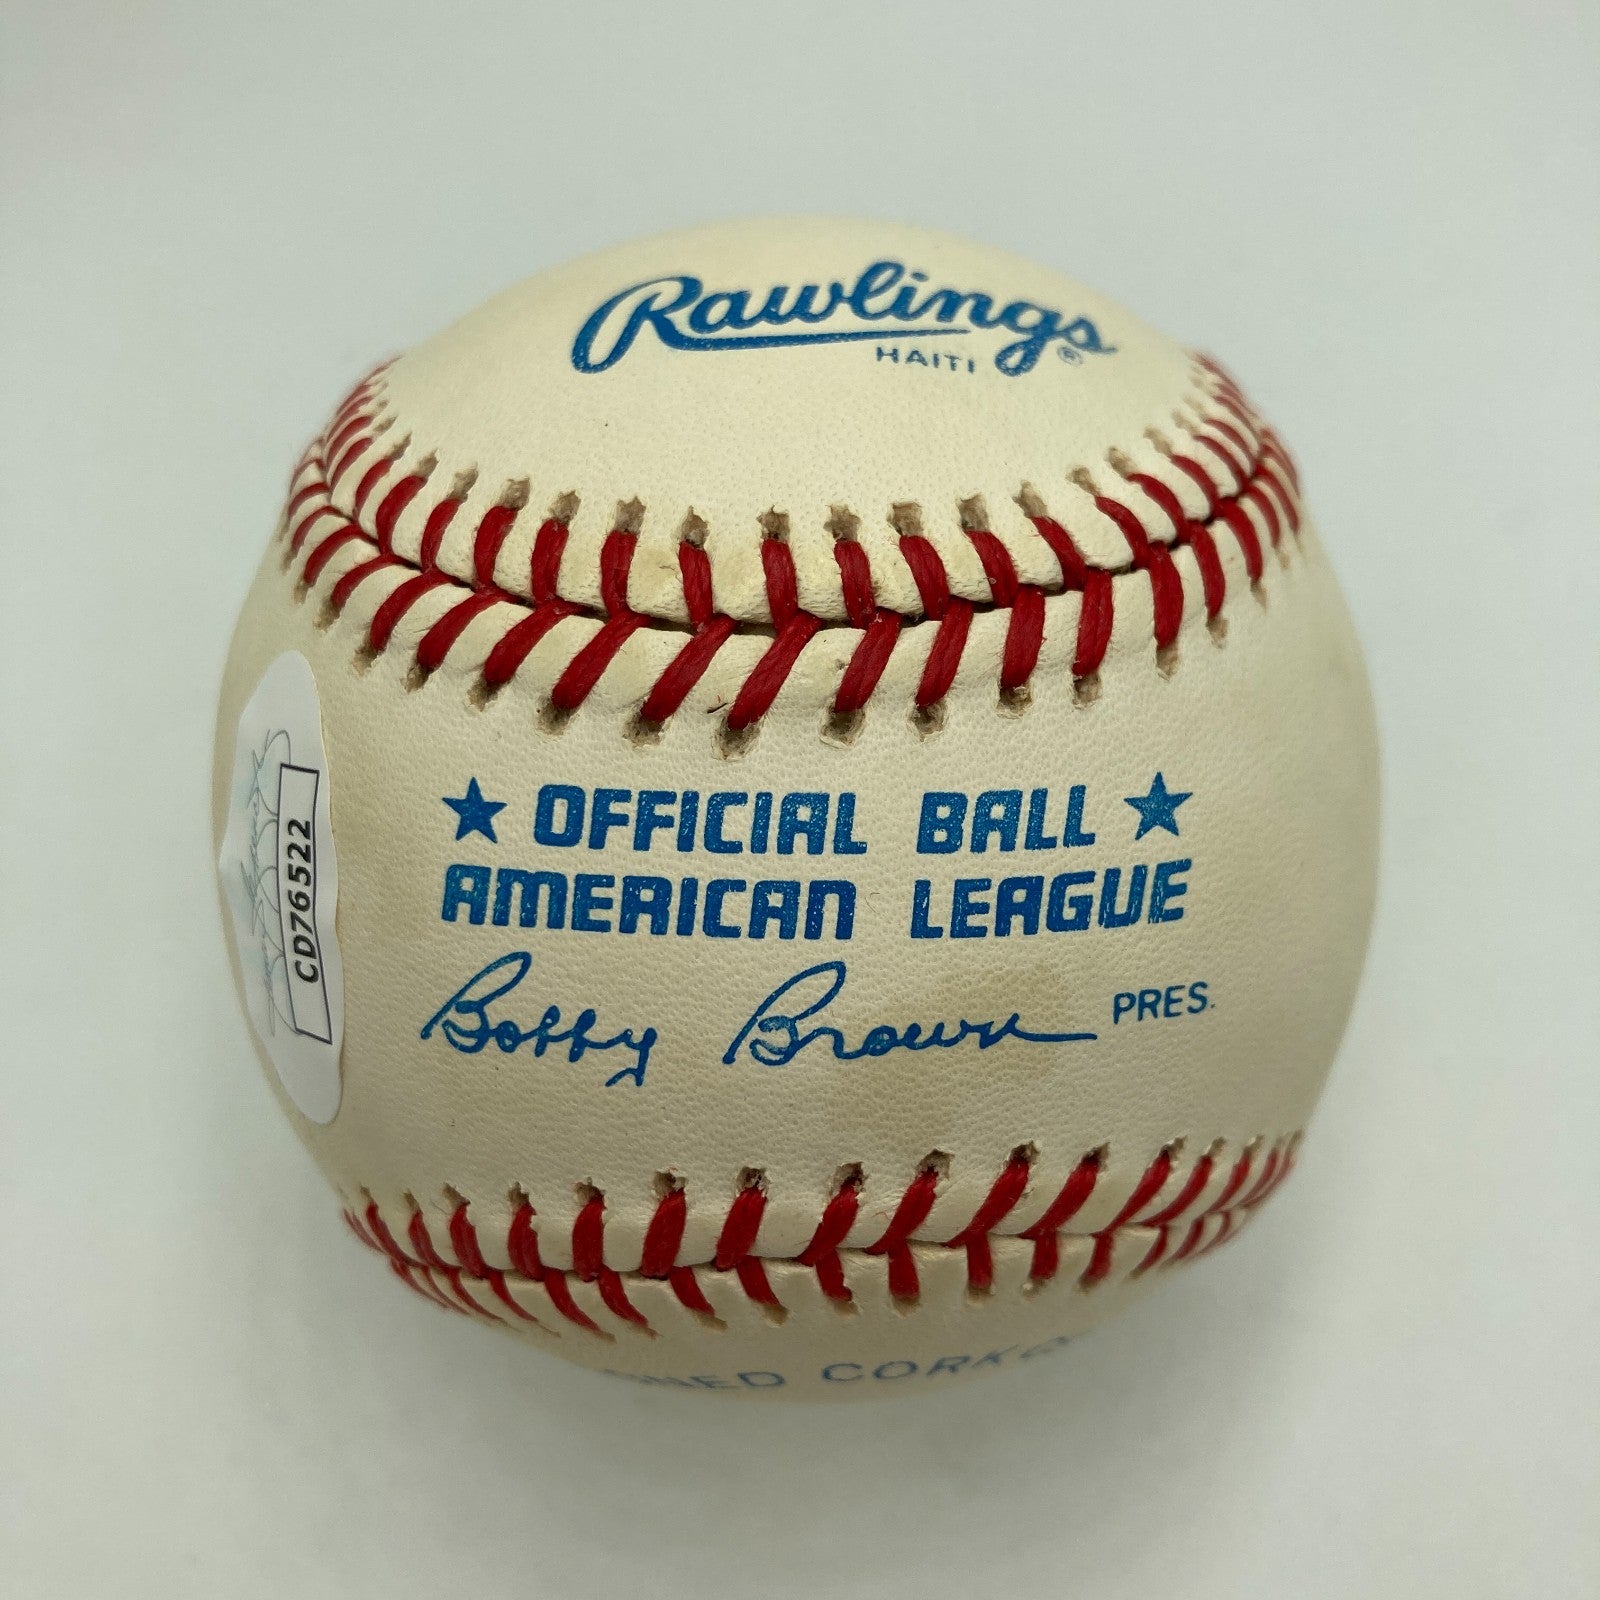 Rawlings®
HAITI
★ OFFICIAL BALL ★
AMERICAN LEAGUE
Bobby Brown PRES.
CD76522